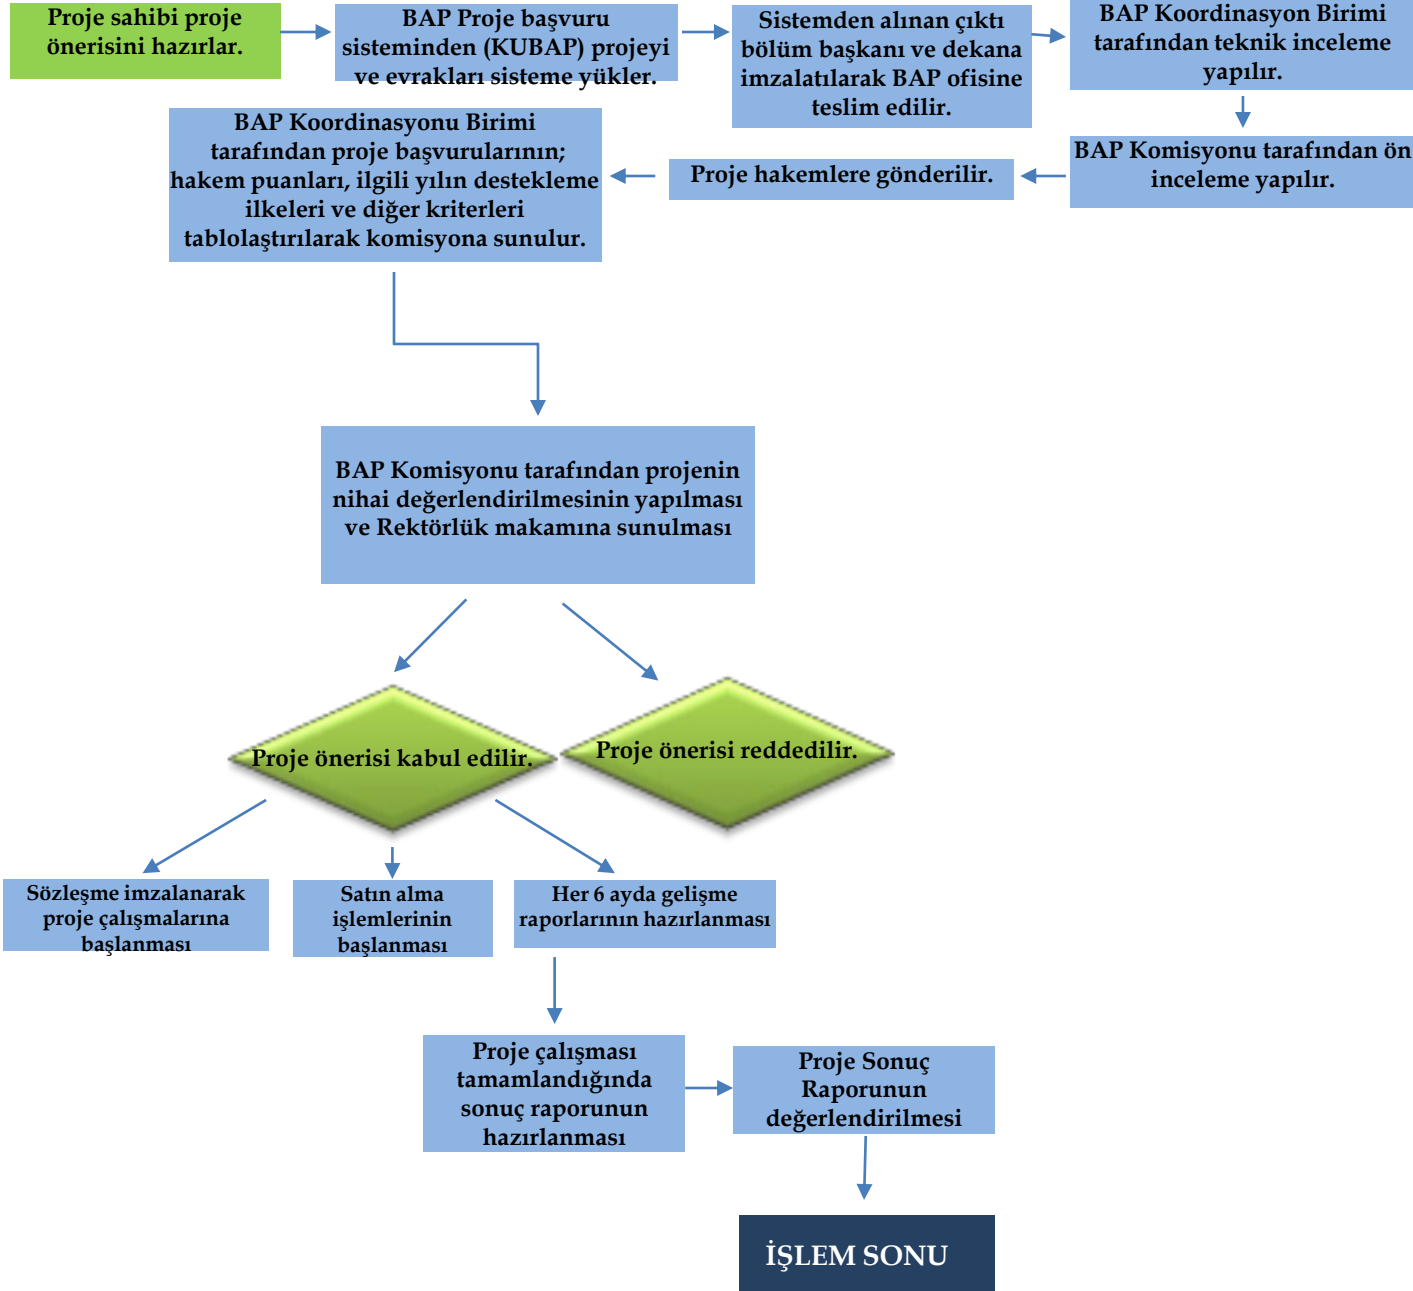 Proje sahibi proje
önerisini hazırlar.
BAP Proje başvuru
sisteminden (KUBAP) projeyi
ve evrakları sisteme yükler.
Sistemden alınan çıktı
bölüm başkanı ve dekana
imzalatılarak BAP ofisine
teslim edilir.
BAP Koordinasyon Birimi
tarafından teknik inceleme
yapılır.
BAP Komisyonu tarafından ön
inceleme yapılır.
Proje hakemlere gönderilir.
BAP Koordinasyonu Birimi
tarafından proje başvurularının;
hakem puanları, ilgili yılın destekleme
ilkeleri ve diğer kriterleri
tablolaştırılarak komisyona sunulur.
BAP Komisyonu tarafından projenin
nihai değerlendirilmesinin yapılması
ve Rektörlük makamına sunulması
Proje önerisi kabul edilir.
Proje önerisi reddedilir.
Sözleşme imzalanarak
proje çalışmalarına
başlanması
Satın alma
işlemlerinin
başlanması
Her 6 ayda gelişme
raporlarının hazırlanması
Proje çalışması
tamamlandığında
sonuç raporunun
hazırlanması
Proje Sonuç
Raporunun
değerlendirilmesi
İŞLEM SONU